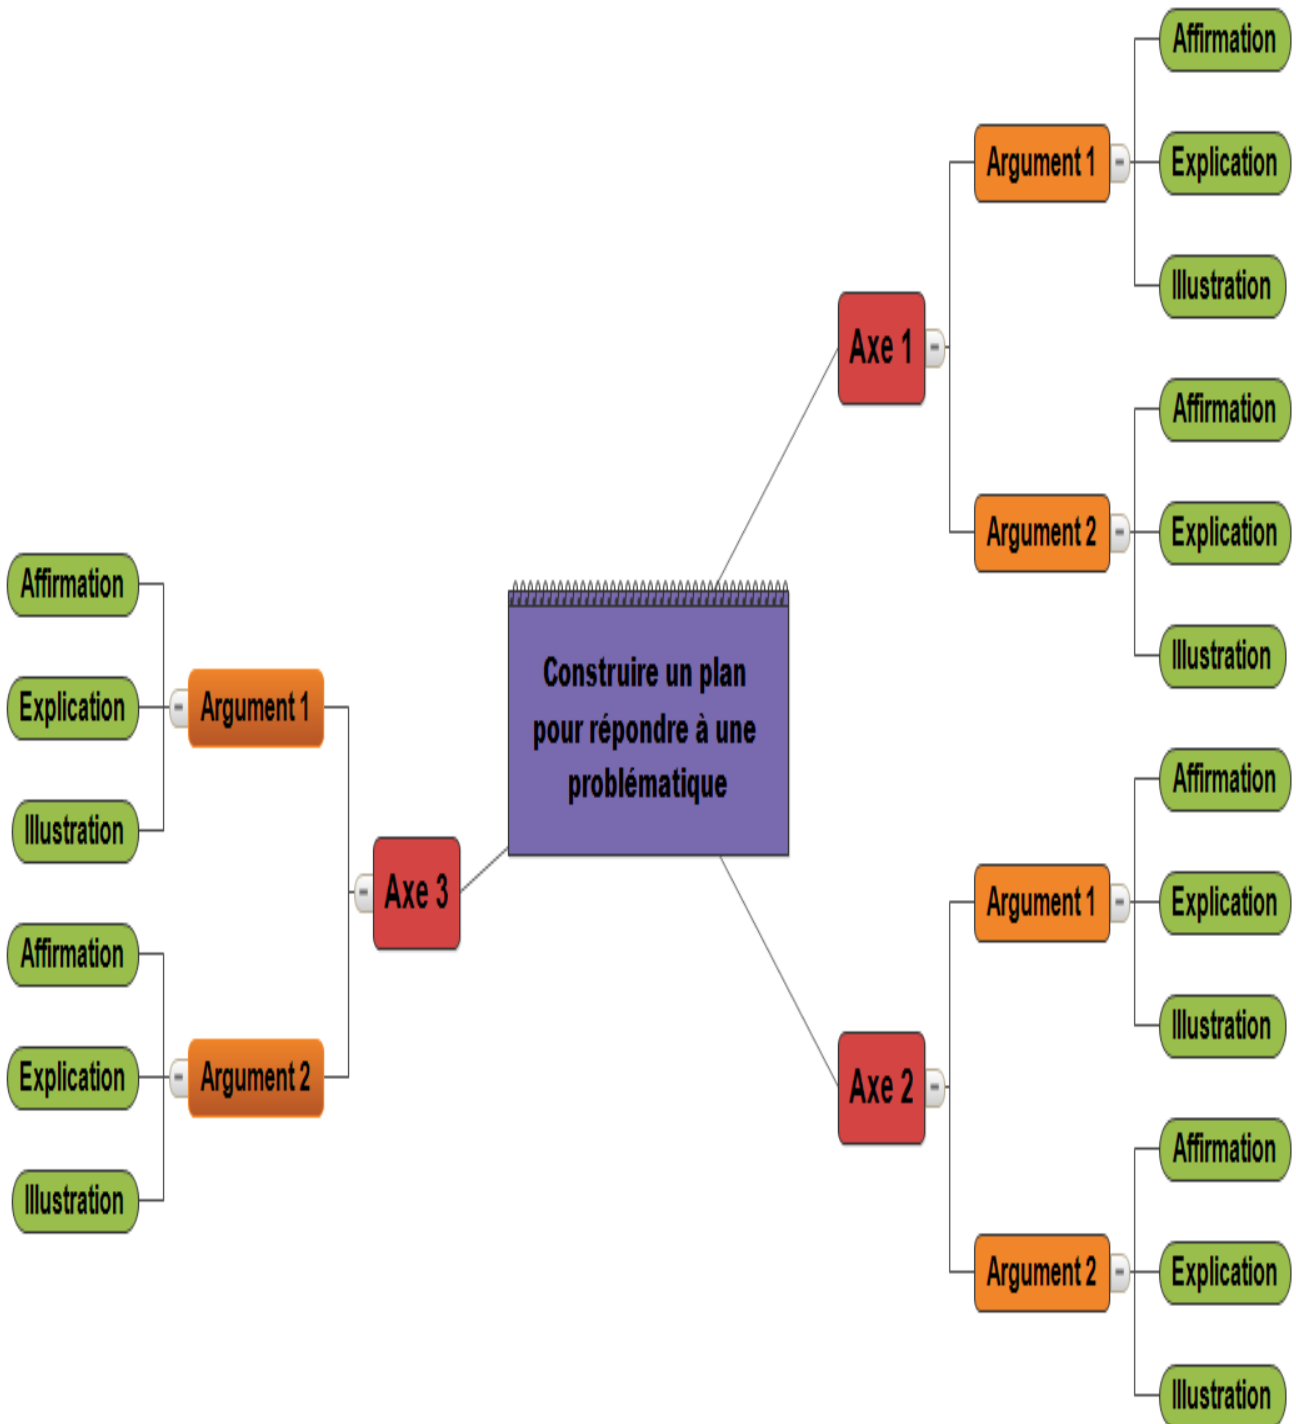 Construire un plan
pour répondre à une
problématique
Axe 1
Argument 1
Affirmation
Explication
Illustration
Argument 2
Affirmation
Explication
Illustration
Axe 2
Argument 1
Affirmation
Explication
Illustration
Argument 2
Affirmation
Explication
Illustration
Axe 3
Argument 1
Affirmation
Explication
Illustration
Argument 2
Affirmation
Explication
Illustration